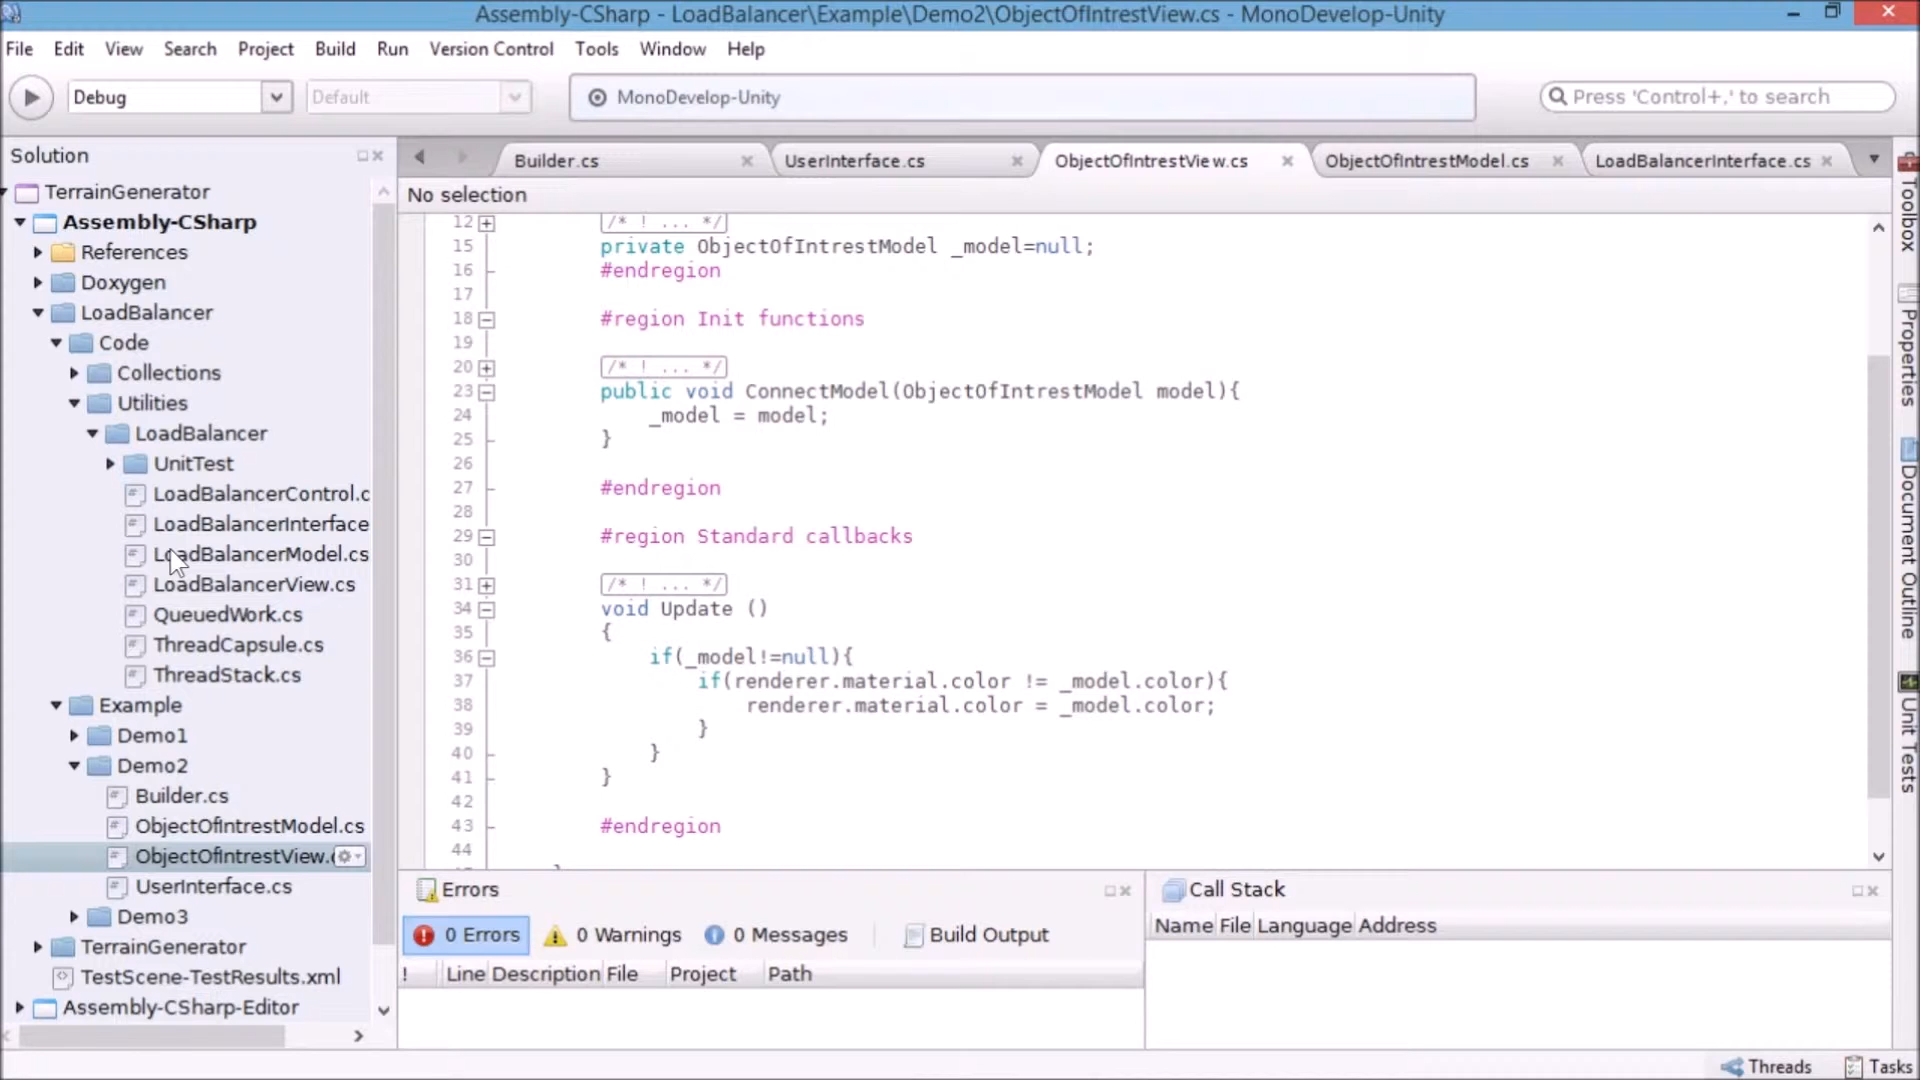 Assembly-CSharp - LoadBalancer\Example\Demo2\ObjectOfIntrestView.cs - MonoDevelop-Unity
File Edit View Search Project Build Run Version Control Tools Window Help
Debug Default MonoDevelop-Unity Press 'Control+,' to search
Solution
TerrainGenerator
Assembly-CSharp
References
Doxygen
LoadBalancer
Code
Collections
Utilities
LoadBalancer
UnitTest
LoadBalancerControl.c
LoadBalancerInterface
LoadBalancerModel.cs
LoadBalancerView.cs
QueuedWork.cs
ThreadCapsule.cs
ThreadStack.cs
Example
Demo1
Demo2
Builder.cs
ObjectOfIntrestModel.cs
ObjectOfIntrestView.c
UserInterface.cs
Demo3
TerrainGenerator
TestScene-TestResults.xml
Assembly-CSharp-Editor
Builder.cs UserInterface.cs ObjectOfIntrestView.cs ObjectOfIntrestModel.cs LoadBalancerInterface.cs
No selection
12 /* ! ... */
15 private ObjectOfIntrestModel _model=null;
16 #endregion
17
18 #region Init functions
19
20 /* ! ... */
23 public void ConnectModel(ObjectOfIntrestModel model){
24 _model = model;
25 }
26
27 #endregion
28
29 #region Standard callbacks
30
31 /* ! ... */
34 void Update ()
35 {
36 if(_model!=null){
37 if(renderer.material.color != _model.color){
38 renderer.material.color = _model.color;
39 }
40 }
41 }
42
43 #endregion
44
Toolbox
Properties
Document Outline
Unit Tests
Errors
0 Errors 0 Warnings 0 Messages Build Output
! Line Description File Project Path
Call Stack
Name File Language Address
Threads Tasks